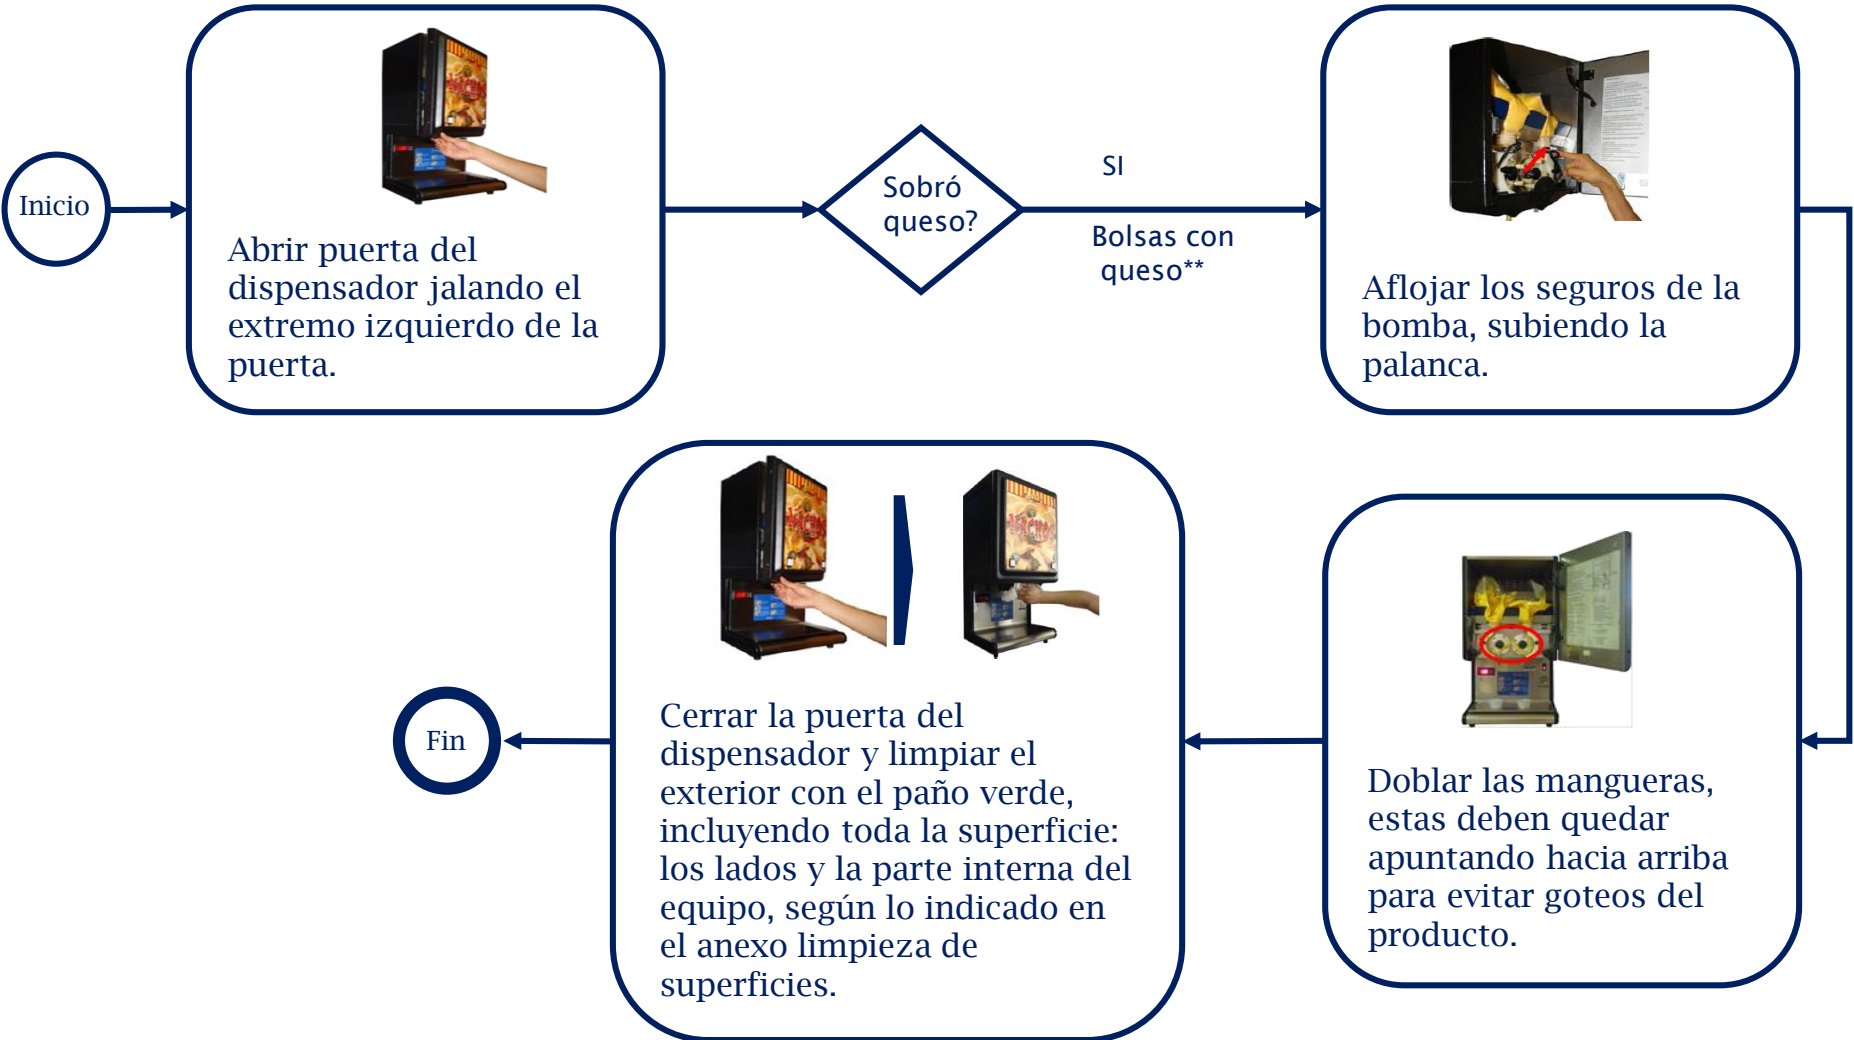 Inicio
Abrir puerta del
dispensador jalando el
extremo izquierdo de la
puerta.
Sobró
queso?
SI
Bolsas con
queso**
Aflojar los seguros de la
bomba, subiendo la
palanca.
Doblar las mangueras,
estas deben quedar
apuntando hacia arriba
para evitar goteos del
producto.
Cerrar la puerta del
dispensador y limpiar el
exterior con el paño verde,
incluyendo toda la superficie:
los lados y la parte interna del
equipo, según lo indicado en
el anexo limpieza de
superficies.
Fin